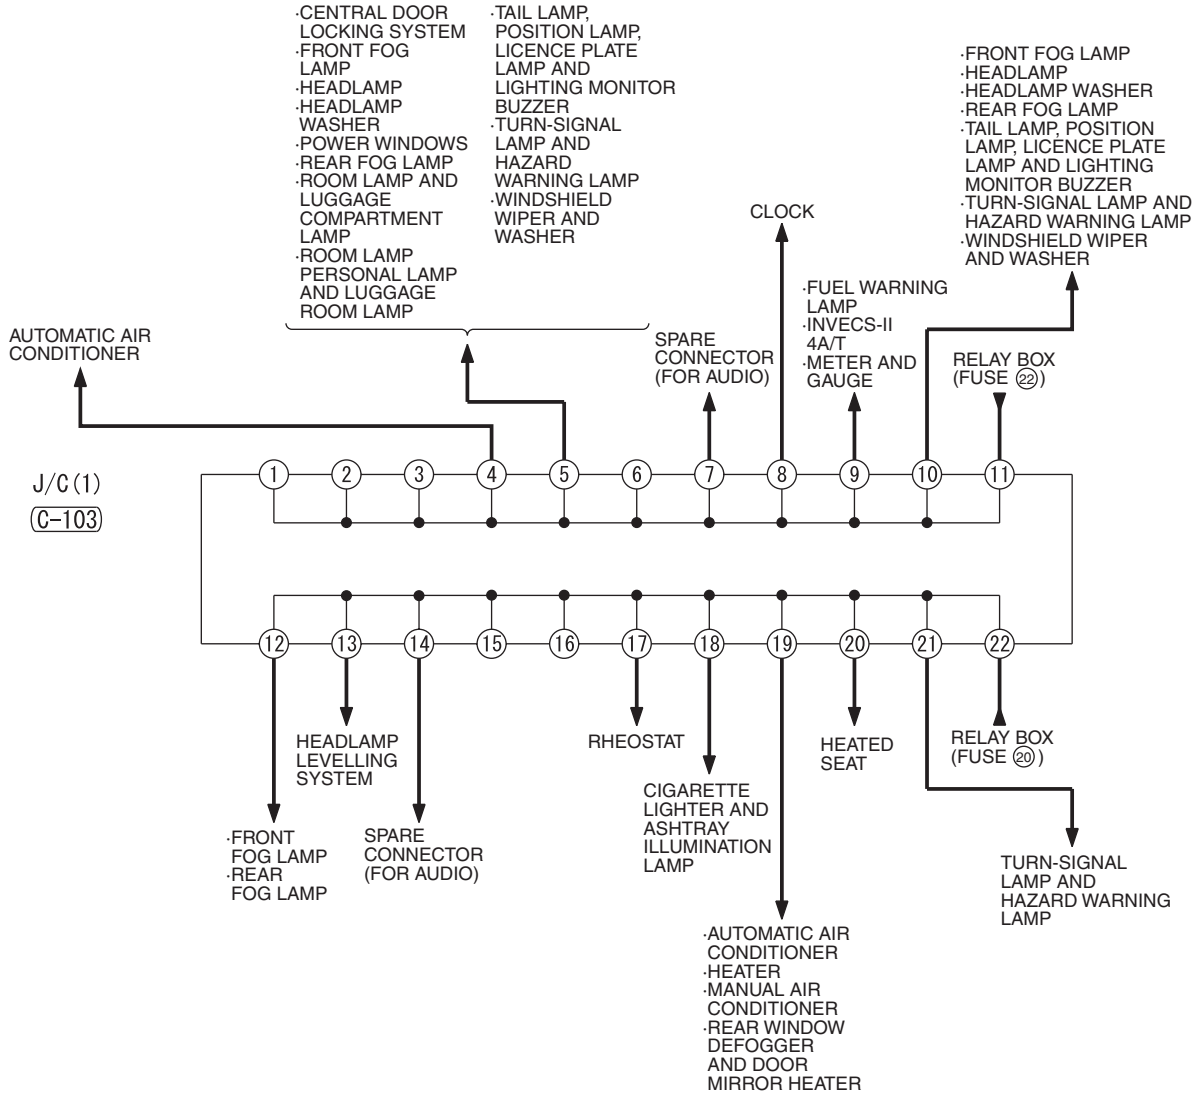 ·CENTRAL DOOR
LOCKING SYSTEM
·FRONT FOG
LAMP
·HEADLAMP
·HEADLAMP
WASHER
·POWER WINDOWS
·REAR FOG LAMP
·ROOM LAMP AND
LUGGAGE
COMPARTMENT
LAMP
·ROOM LAMP
PERSONAL LAMP
AND LUGGAGE
ROOM LAMP
·TAIL LAMP,
POSITION LAMP,
LICENCE PLATE
LAMP AND
LIGHTING MONITOR
BUZZER
·TURN-SIGNAL
LAMP AND
HAZARD
WARNING LAMP
·WINDSHIELD
WIPER AND
WASHER
·FRONT FOG LAMP
·HEADLAMP
·HEADLAMP WASHER
·REAR FOG LAMP
·TAIL LAMP, POSITION
LAMP, LICENCE PLATE
LAMP AND LIGHTING
MONITOR BUZZER
·TURN-SIGNAL LAMP AND
HAZARD WARNING LAMP
·WINDSHIELD WIPER
AND WASHER
CLOCK
·FUEL WARNING
LAMP
·INVECS-II
4A/T
·METER AND
GAUGE
AUTOMATIC AIR
CONDITIONER
SPARE
CONNECTOR
(FOR AUDIO)
RELAY BOX
(FUSE 22)
J/C(1)
C-103
1 2 3 4 5 6 7 8 9 10 11
12 13 14 15 16 17 18 19 20 21 22
HEADLAMP
LEVELLING
SYSTEM
RHEOSTAT
HEATED
SEAT
RELAY BOX
(FUSE 20)
·FRONT
FOG LAMP
·REAR
FOG LAMP
SPARE
CONNECTOR
(FOR AUDIO)
CIGARETTE
LIGHTER AND
ASHTRAY
ILLUMINATION
LAMP
TURN-SIGNAL
LAMP AND
HAZARD WARNING
LAMP
·AUTOMATIC AIR
CONDITIONER
·HEATER
·MANUAL AIR
CONDITIONER
·REAR WINDOW
DEFOGGER
AND DOOR
MIRROR HEATER